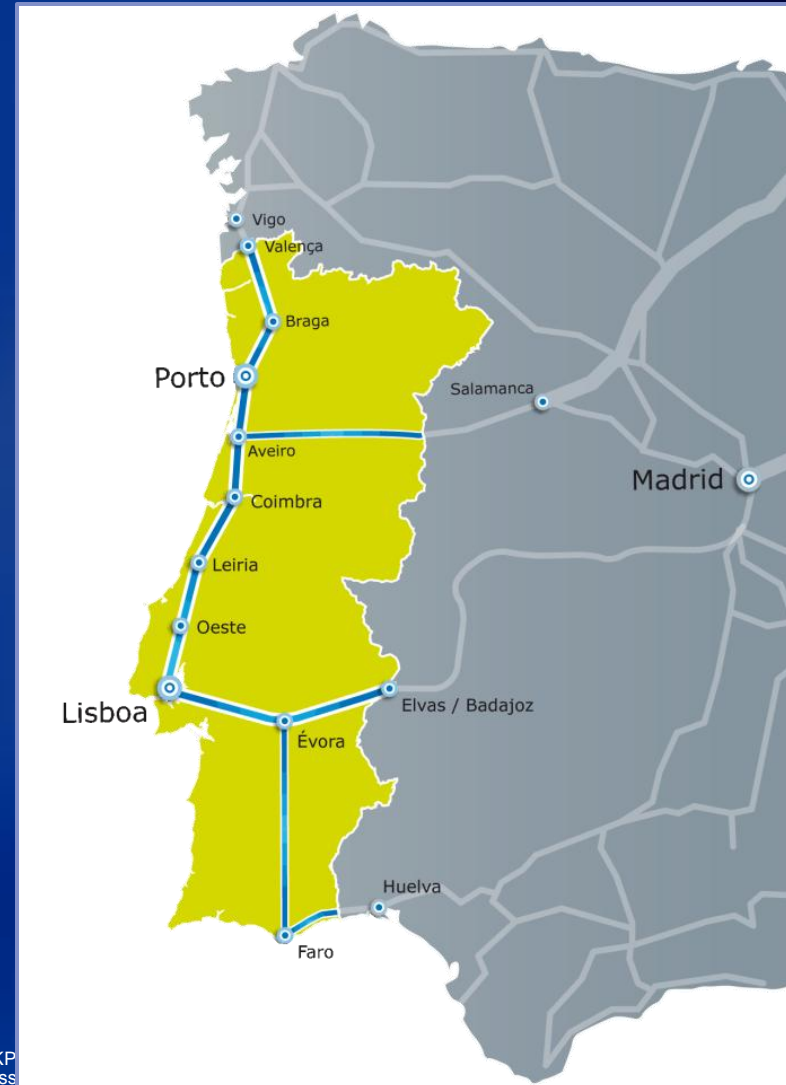 Vigo
Valença
Braga
Porto
Salamanca
Aveiro
Madrid
Coimbra
Leiria
Oeste
Lisboa
Elvas / Badajoz
Évora
Huelva
Faro